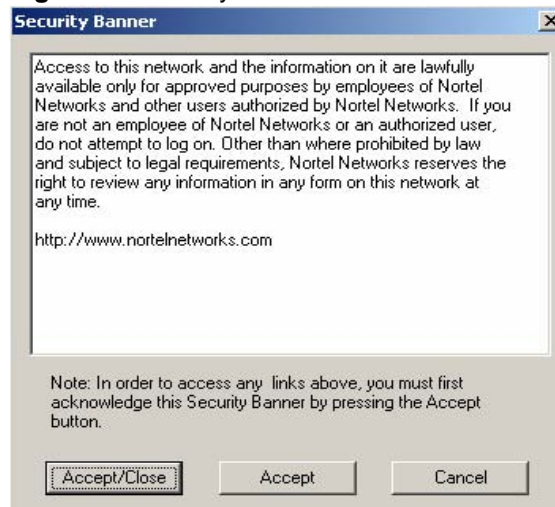 Security Banner
Access to this network and the information on it are lawfully
available only for approved purposes by employees of Nortel
Networks and other users authorized by Nortel Networks.  If you
are not an employee of Nortel Networks or an authorized user,
do not attempt to log on. Other than where prohibited by law
and subject to legal requirements, Nortel Networks reserves the
right to review any information in any form on this network at
any time.
http://www.nortelnetworks.com
Note: In order to access any  links above, you must first
acknowledge this Security Banner by pressing the Accept
button.
Accept/Close
Accept
Cancel